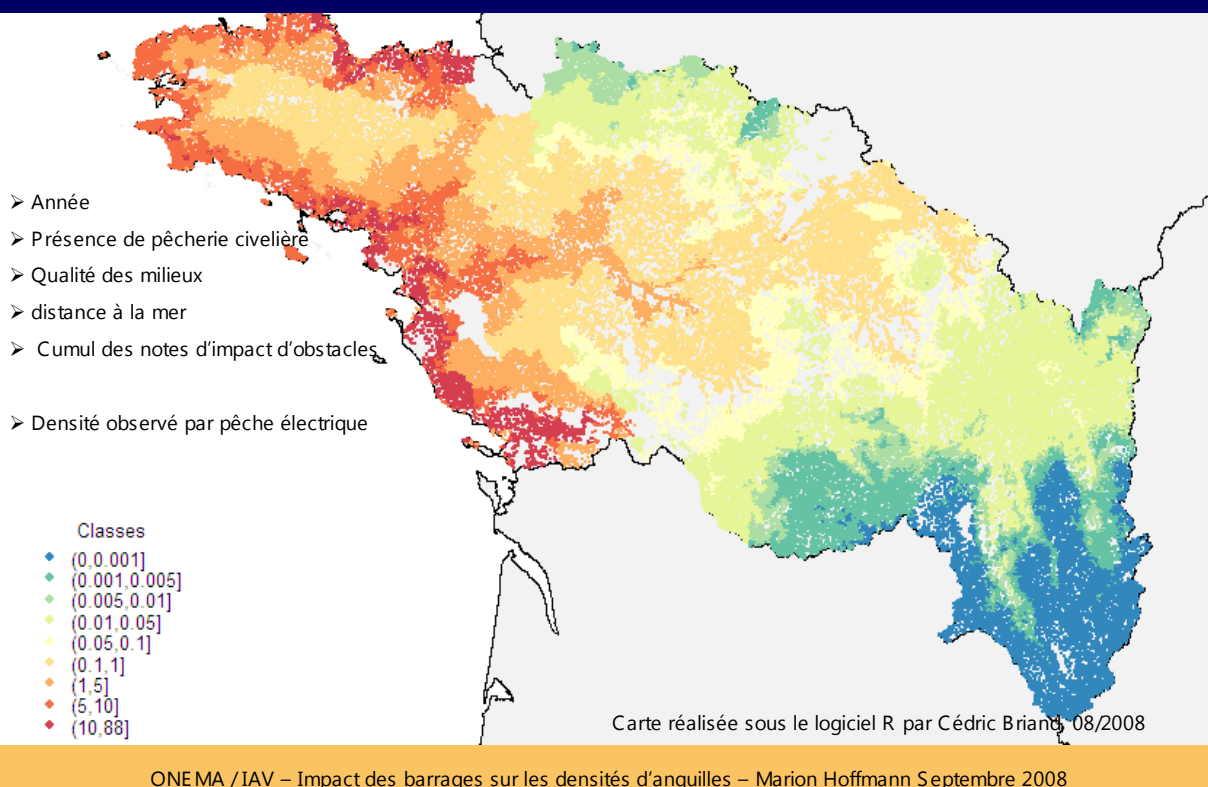 ➢ Année
➢ Présence de pêcherie civelière
➢ Qualité des milieux
➢ distance à la mer
➢ Cumul des notes d'impact d'obstacles
➢ Densité observé par pêche électrique
Classes
(0,0.001]
(0.001,0.005]
(0.005,0.01]
(0.01,0.05]
(0.05,0.1]
(0.1,1]
(1,5]
(5,10]
(10,88]
Carte réalisée sous le logiciel R par Cédric Briand, 08/2008
ONEMA / IAV – Impact des barrages sur les densités d'anguilles – Marion Hoffmann Septembre 2008